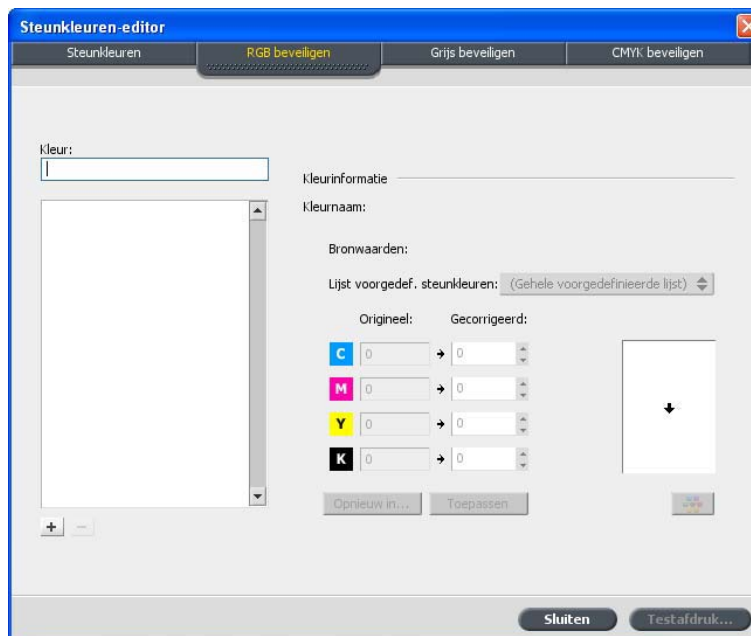 Steunkleuren-editor
Steunkleuren
RGB beveiligen
Grijs beveiligen
CMYK beveiligen
Kleur:
Kleurinformatie
Kleurnaam:
Bronwaarden:
Lijst voorgedef. steunkleuren: (Gehele voorgedefinieerde lijst)
Origineel: Gecorrigeerd:
C 0 0
M 0 0
Y 0 0
K 0 0
Opnieuw in... Toepassen
Sluiten Testafdruk...